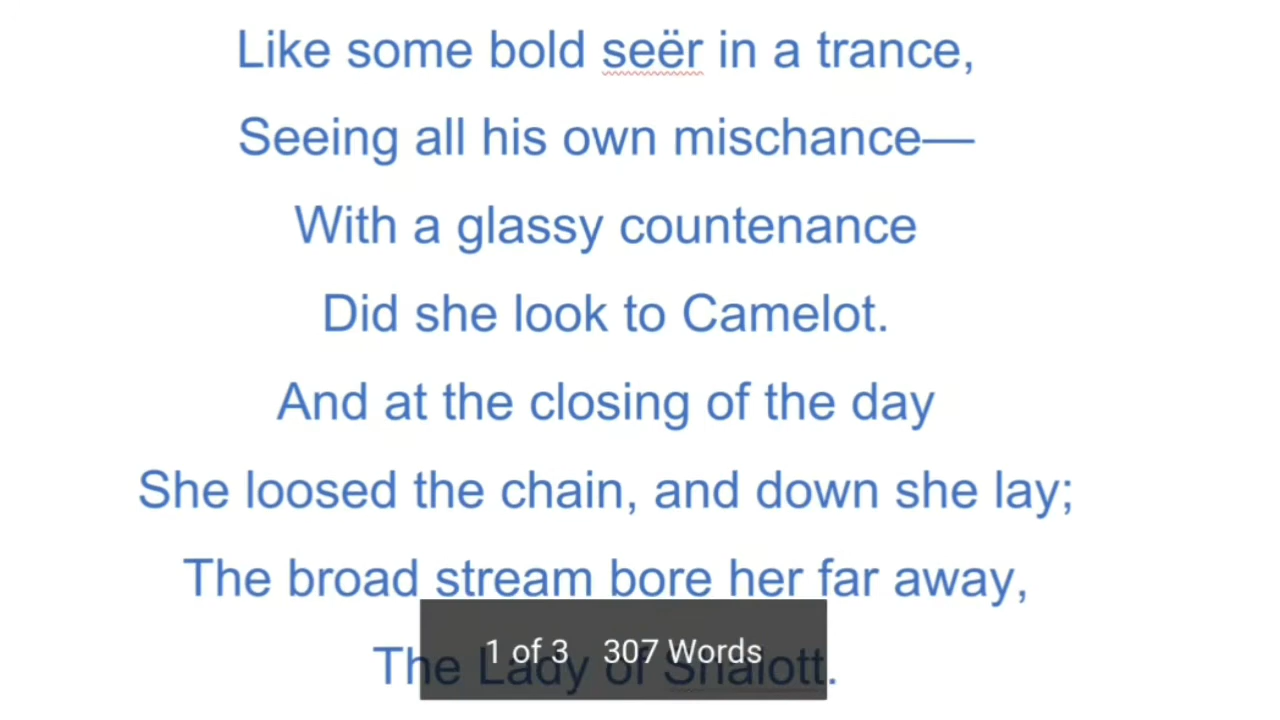 Like some bold seër in a trance,
Seeing all his own mischance—
With a glassy countenance
Did she look to Camelot.
And at the closing of the day
She loosed the chain, and down she lay;
The broad stream bore her far away,
The Lady of Shalott.
1 of 3 307 Words